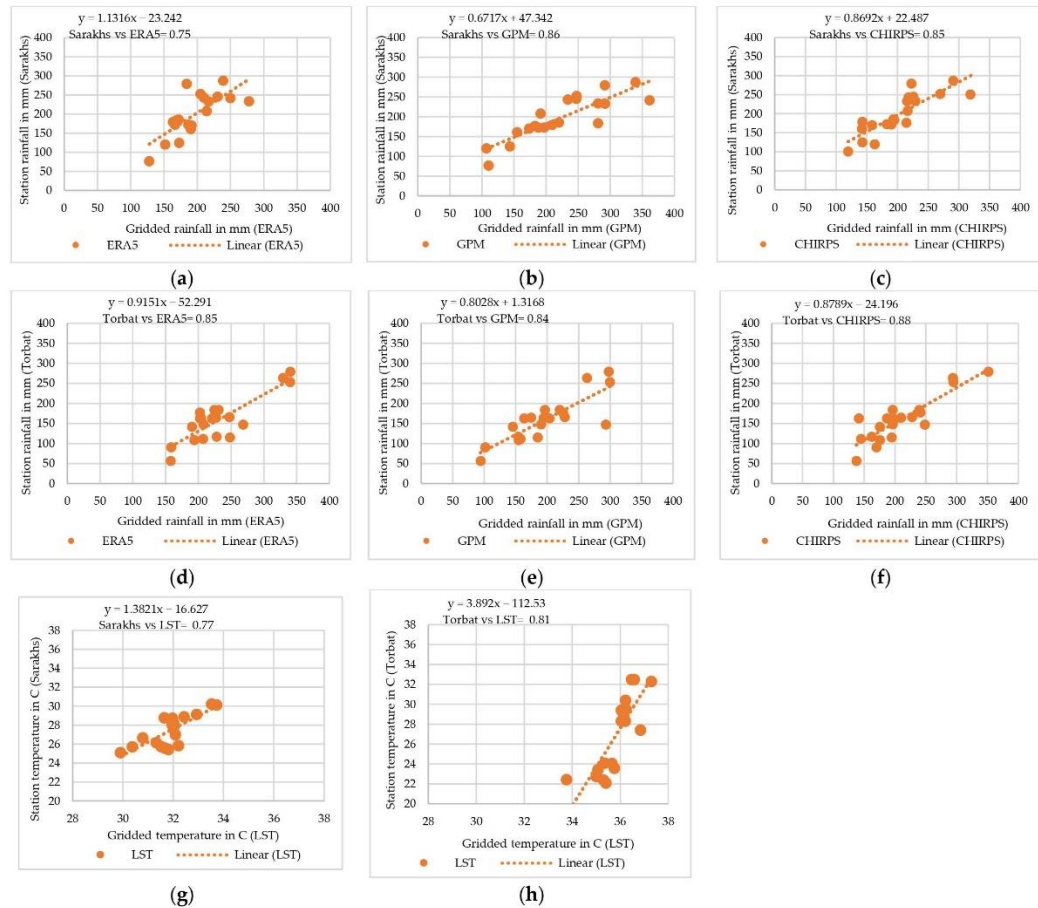 y = 1.1316x − 23.242
Sarakhs vs ERA5= 0.75
Station rainfall in mm (Sarakhs)
400
350
300
250
200
150
100
50
0
0 50 100 150 200 250 300 350 400
Gridded rainfall in mm (ERA5)
ERA5 Linear (ERA5)
(a)
y = 0.6717x + 47.342
Sarakhs vs GPM= 0.86
Station rainfall in mm (Sarakhs)
400
350
300
250
200
150
100
50
0
0 50 100 150 200 250 300 350 400
Gridded rainfall in mm (GPM)
GPM Linear (GPM)
(b)
y = 0.8692x + 22.487
Sarakhs vs CHIRPS= 0.85
Station rainfall in mm (Sarakhs)
400
350
300
250
200
150
100
50
0
0 50 100 150 200 250 300 350 400
Gridded rainfall in mm (CHIRPS)
CHIRPS Linear (CHIRPS)
(c)
y = 0.9151x − 52.291
Torbat vs ERA5= 0.85
Station rainfall in mm (Torbat)
400
350
300
250
200
150
100
50
0
0 50 100 150 200 250 300 350 400
Gridded rainfall in mm (ERA5)
ERA5 Linear (ERA5)
(d)
y = 0.8028x + 1.3168
Torbat vs GPM= 0.84
Station rainfall in mm (Torbat)
400
350
300
250
200
150
100
50
0
0 50 100 150 200 250 300 350 400
Gridded rainfall in mm (GPM)
GPM Linear (GPM)
(e)
y = 0.8789x − 24.196
Torbat vs CHIRPS= 0.88
Station rainfall in mm (Torbat)
400
350
300
250
200
150
100
50
0
0 50 100 150 200 250 300 350 400
Gridded rainfall in mm (CHIRPS)
CHIRPS Linear (CHIRPS)
(f)
y = 1.3821x − 16.627
Sarakhs vs LST= 0.77
Station temperature in C (Sarakhs)
38
36
34
32
30
28
26
24
22
20
28 30 32 34 36 38
Gridded temperature in C (LST)
LST Linear (LST)
(g)
y = 3.892x − 112.53
Torbat vs LST= 0.81
Station temperature in C (Torbat)
38
36
34
32
30
28
26
24
22
20
28 30 32 34 36 38
Gridded temperature in C (LST)
LST Linear (LST)
(h)